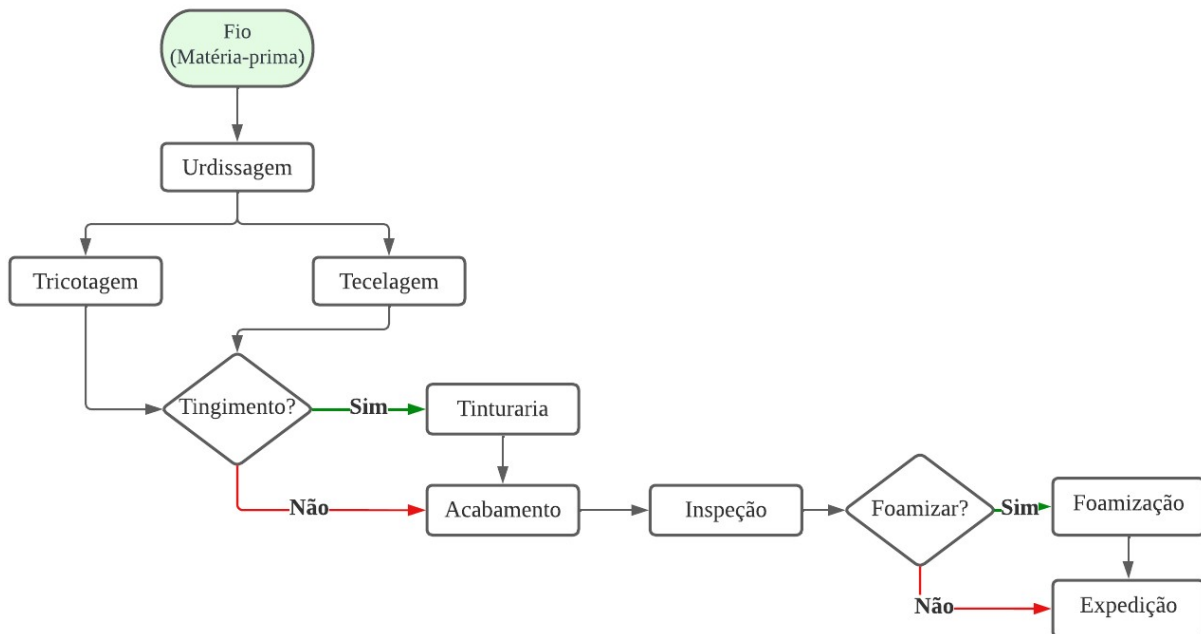 Fio
(Matéria-prima)
Urdissagem
Tricotagem
Tecelagem
Tingimento?
Sim
Tinturaria
Não
Acabamento
Inspeção
Foamizar?
Sim
Foamização
Não
Expedição